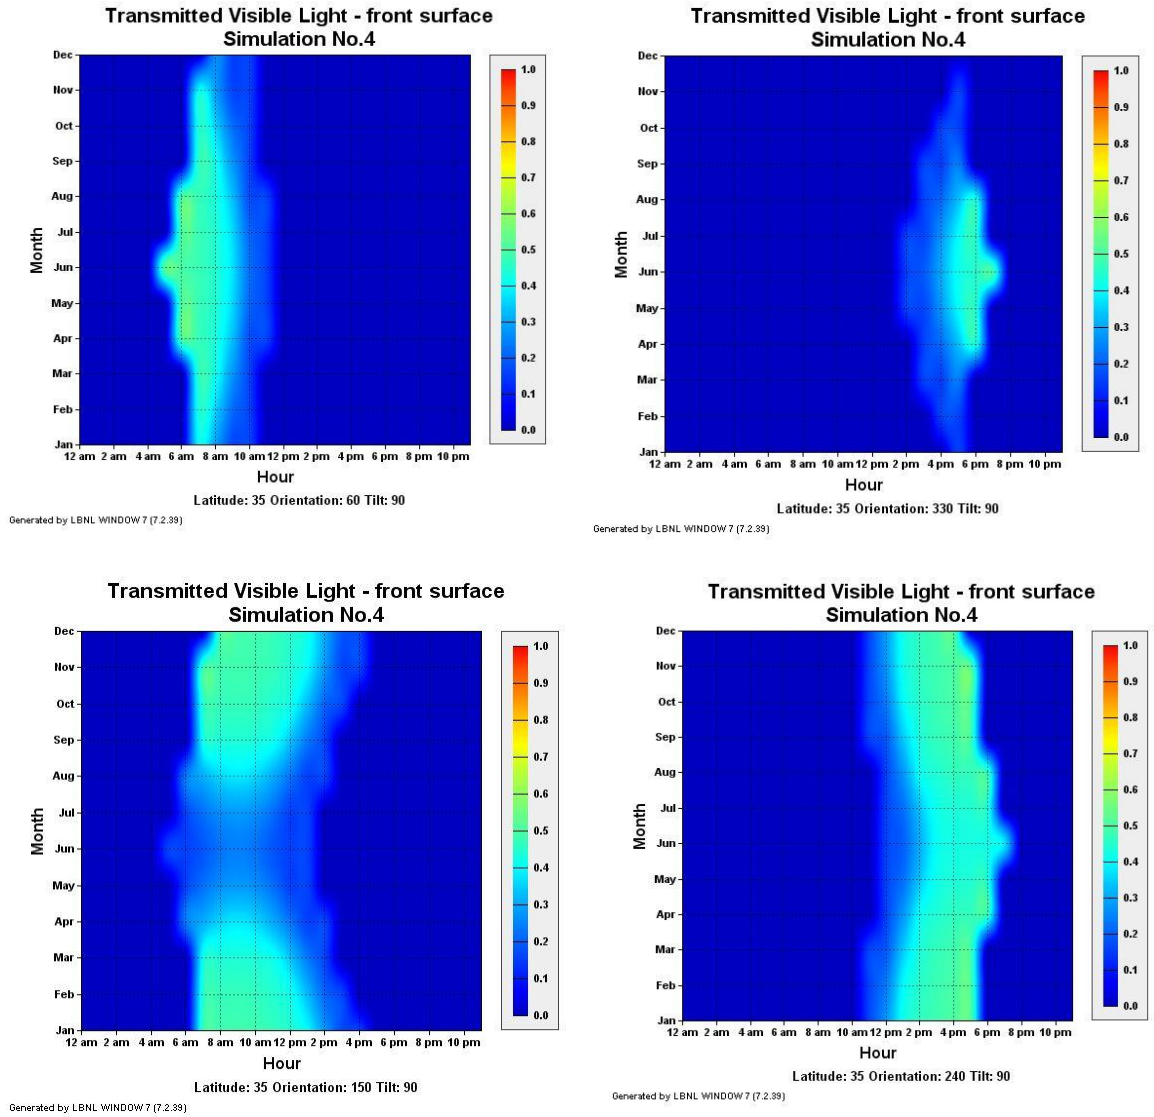 Transmitted Visible Light - front surface
Simulation No.4
Dec
Nov
Oct
Sep
Aug
Jul
Jun
May
Apr
Mar
Feb
Jan
Month
12 am 2 am 4 am 6 am 8 am 10 am 12 pm 2 pm 4 pm 6 pm 8 pm 10 pm
Hour
1.0
0.9
0.8
0.7
0.6
0.5
0.4
0.3
0.2
0.1
0.0
Latitude: 35 Orientation: 60 Tilt: 90
Generated by LBNL WINDOW 7 (7.2.39)
Transmitted Visible Light - front surface
Simulation No.4
Dec
Nov
Oct
Sep
Aug
Jul
Jun
May
Apr
Mar
Feb
Jan
Month
12 am 2 am 4 am 6 am 8 am 10 am 12 pm 2 pm 4 pm 6 pm 8 pm 10 pm
Hour
1.0
0.9
0.8
0.7
0.6
0.5
0.4
0.3
0.2
0.1
0.0
Latitude: 35 Orientation: 330 Tilt: 90
Generated by LBNL WINDOW 7 (7.2.39)
Transmitted Visible Light - front surface
Simulation No.4
Dec
Nov
Oct
Sep
Aug
Jul
Jun
May
Apr
Mar
Feb
Jan
Month
12 am 2 am 4 am 6 am 8 am 10 am 12 pm 2 pm 4 pm 6 pm 8 pm 10 pm
Hour
1.0
0.9
0.8
0.7
0.6
0.5
0.4
0.3
0.2
0.1
0.0
Latitude: 35 Orientation: 150 Tilt: 90
Generated by LBNL WINDOW 7 (7.2.39)
Transmitted Visible Light - front surface
Simulation No.4
Dec
Nov
Oct
Sep
Aug
Jul
Jun
May
Apr
Mar
Feb
Jan
Month
12 am 2 am 4 am 6 am 8 am 10 am 12 pm 2 pm 4 pm 6 pm 8 pm 10 pm
Hour
1.0
0.9
0.8
0.7
0.6
0.5
0.4
0.3
0.2
0.1
0.0
Latitude: 35 Orientation: 240 Tilt: 90
Generated by LBNL WINDOW 7 (7.2.39)